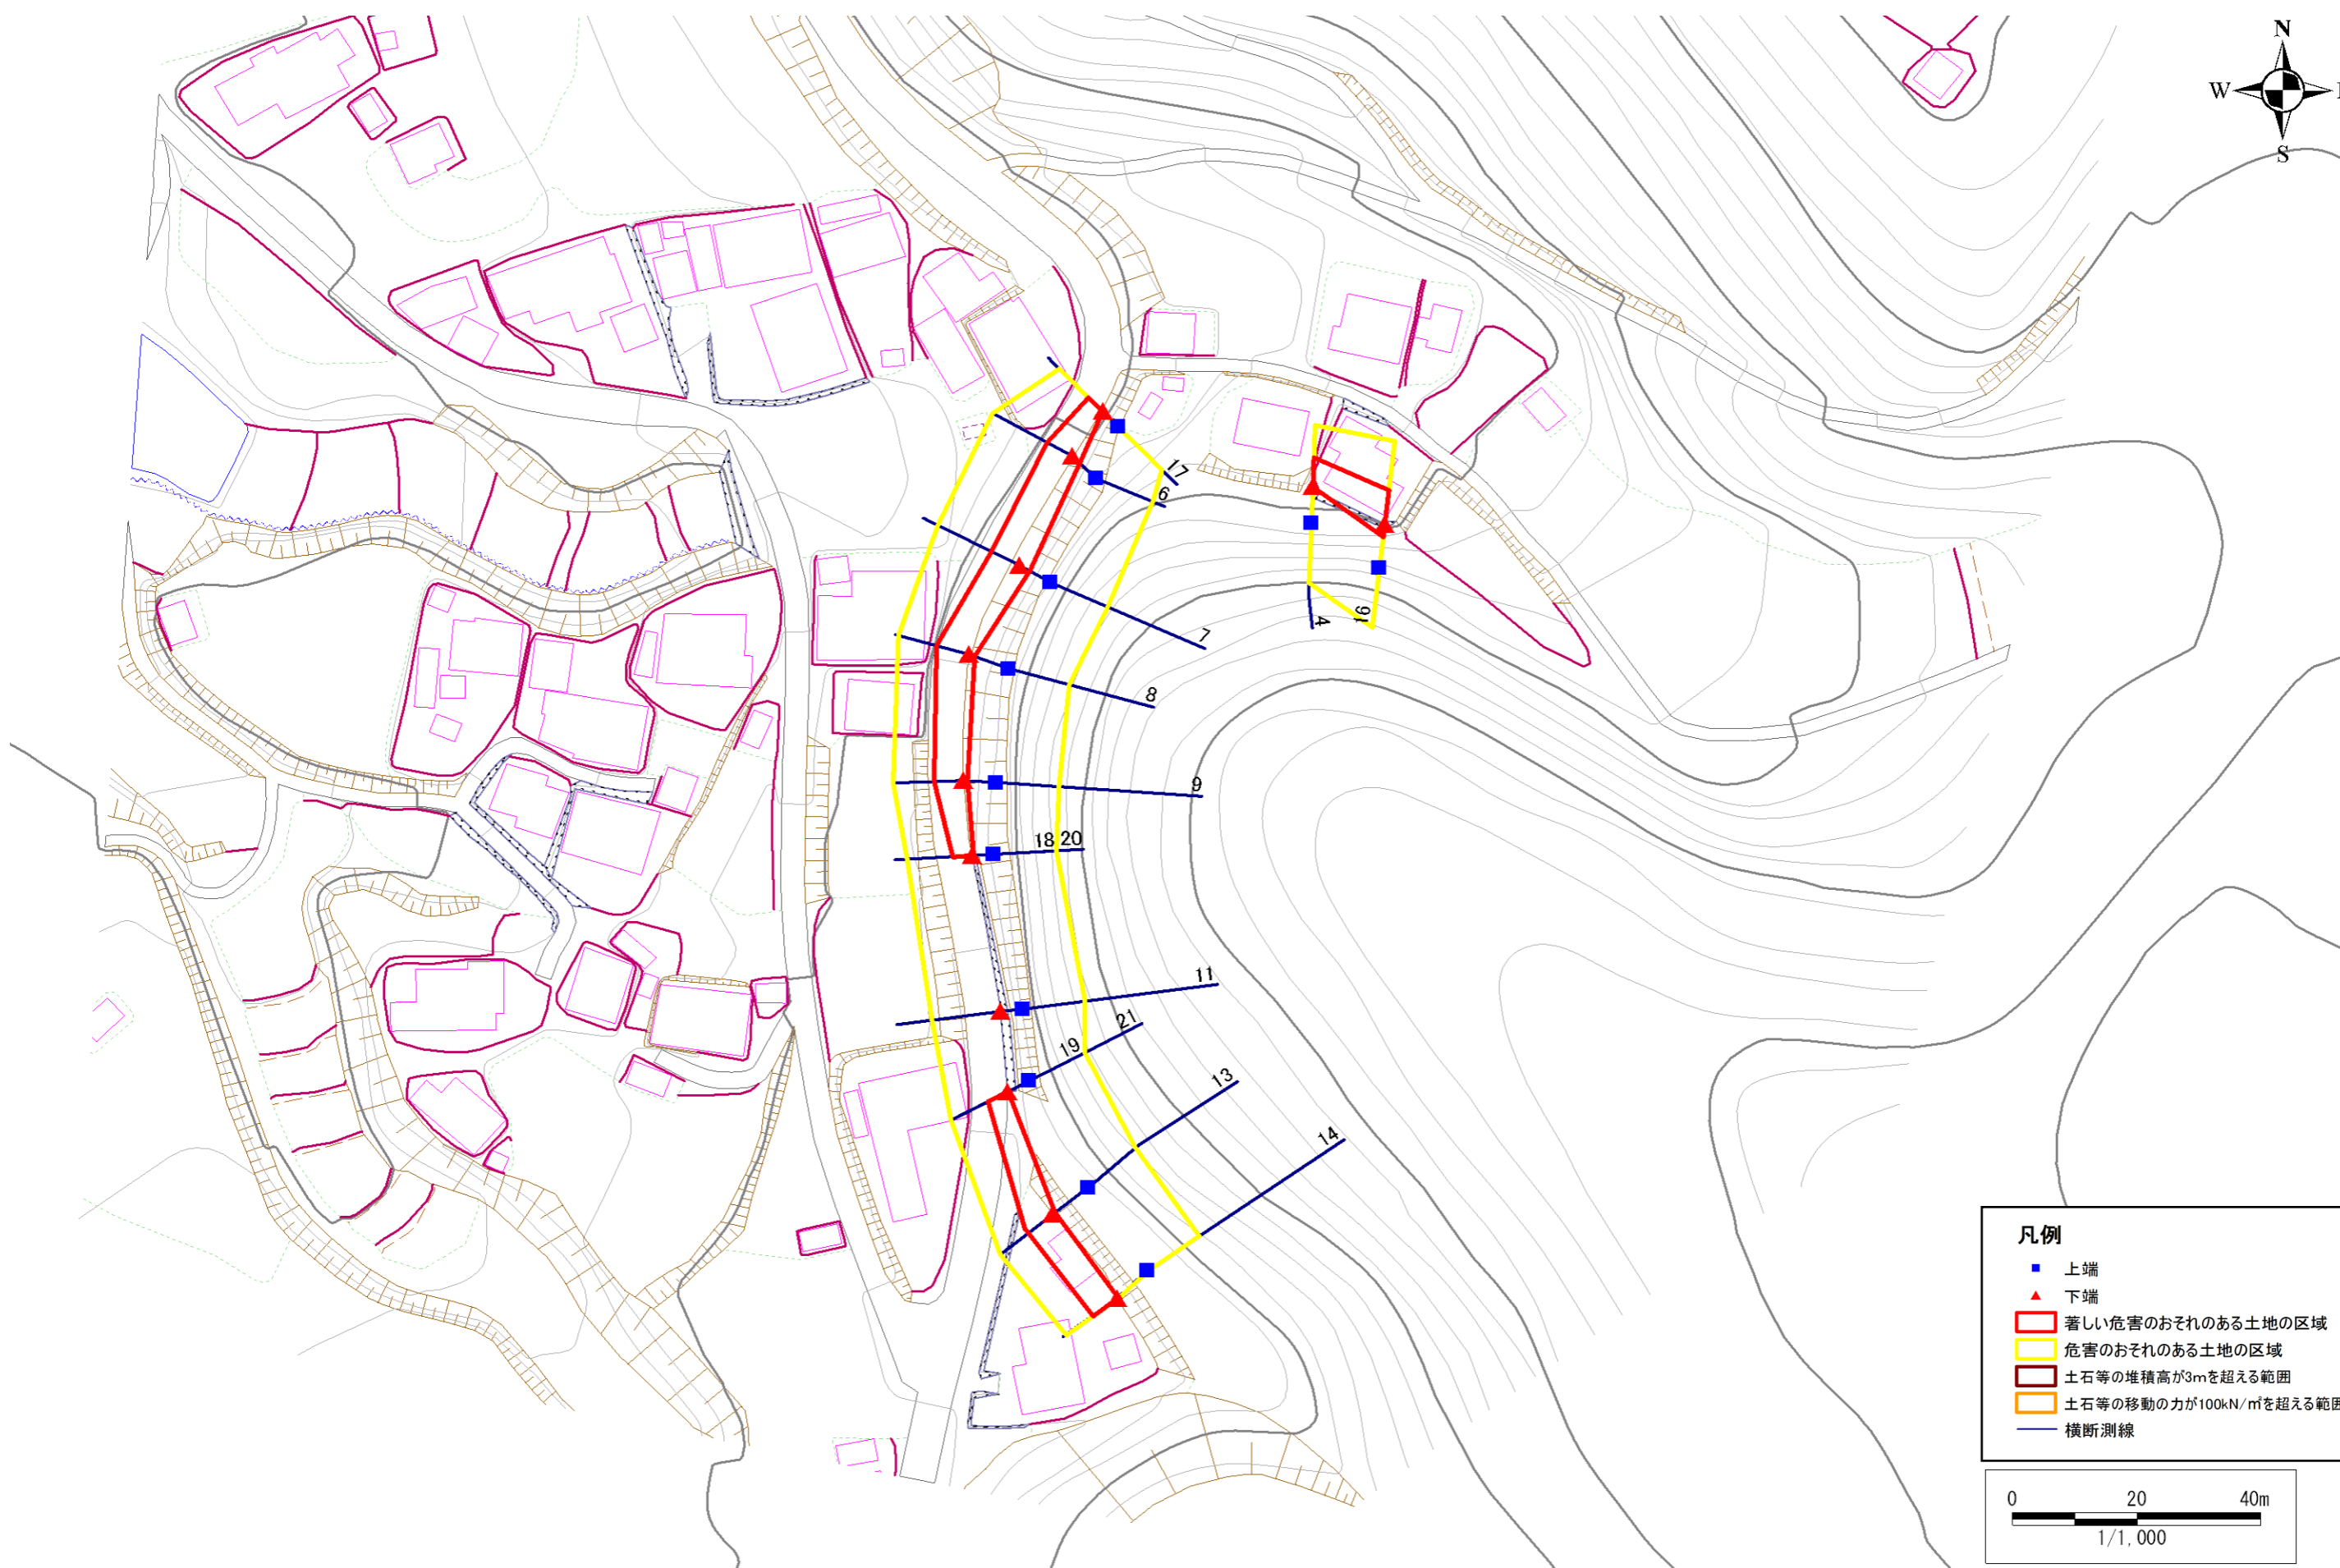 N
W
S
17
6
4
16
7
8
9
18 20
11
21
19
13
14
凡例
上端
下端
著しい危害のおそれのある土地の区域
危害のおそれのある土地の区域
土石等の堆積高が3mを超える範囲
土石等の移動の力が100kN/㎡を超える範囲
横断測線
0 20 40m
1/1,000